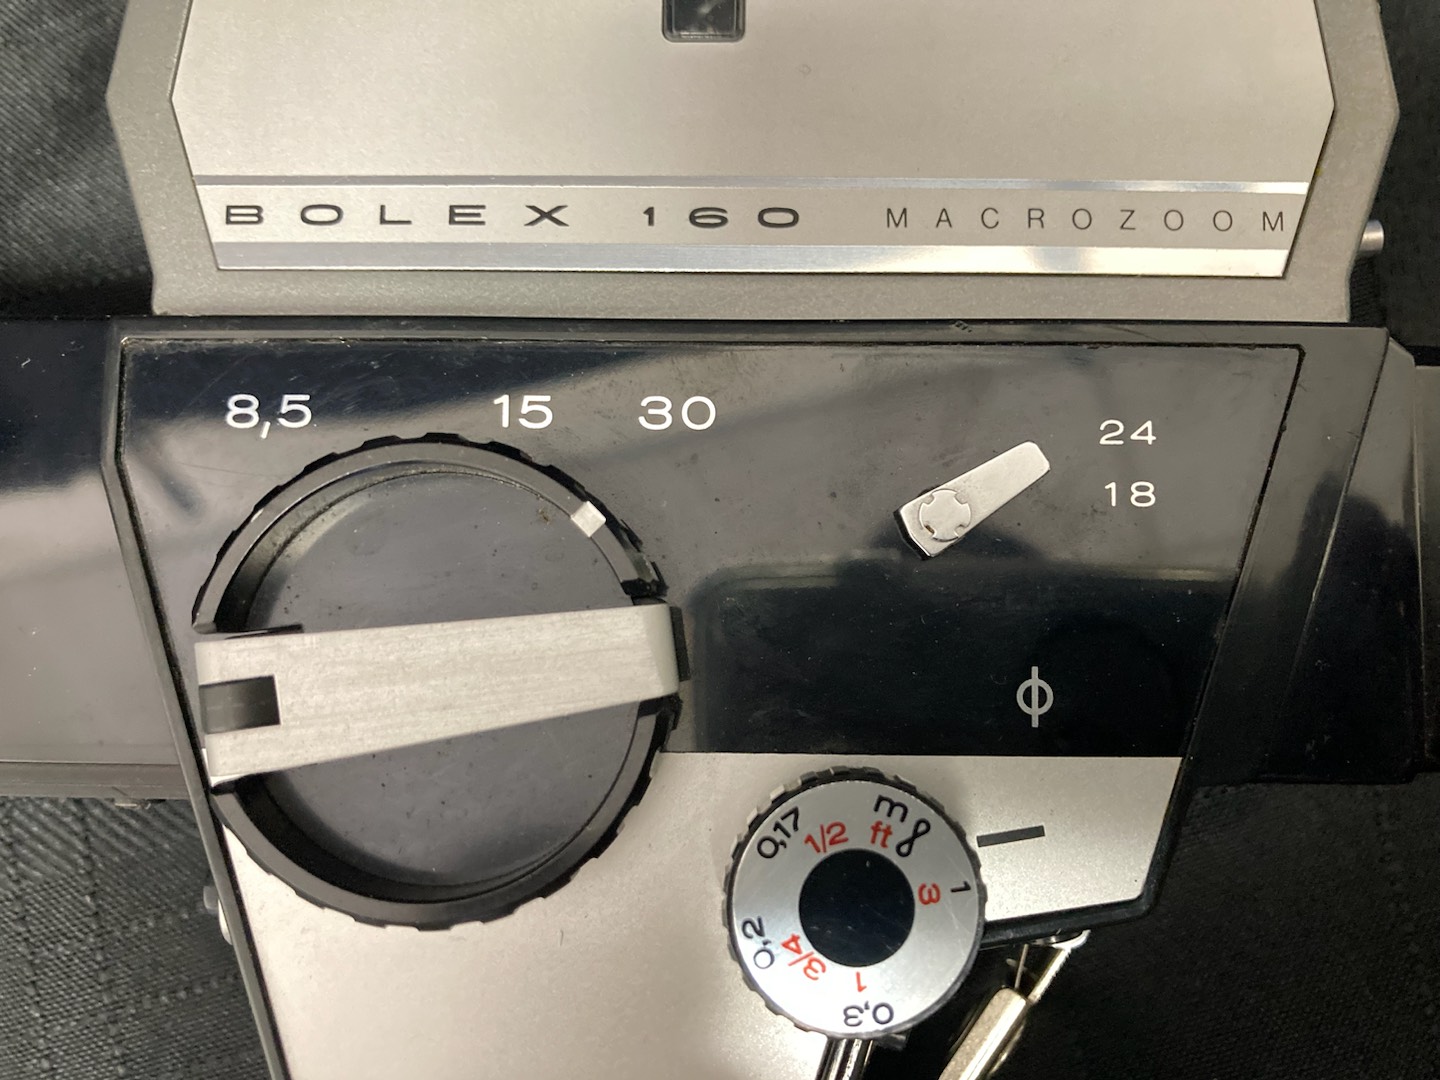 BOLEX 160 MACROZOOM
8,5 15 30
24
18
m ∞ 1 0,3 0,2 0,17
ft 3 1 3/4 1/2